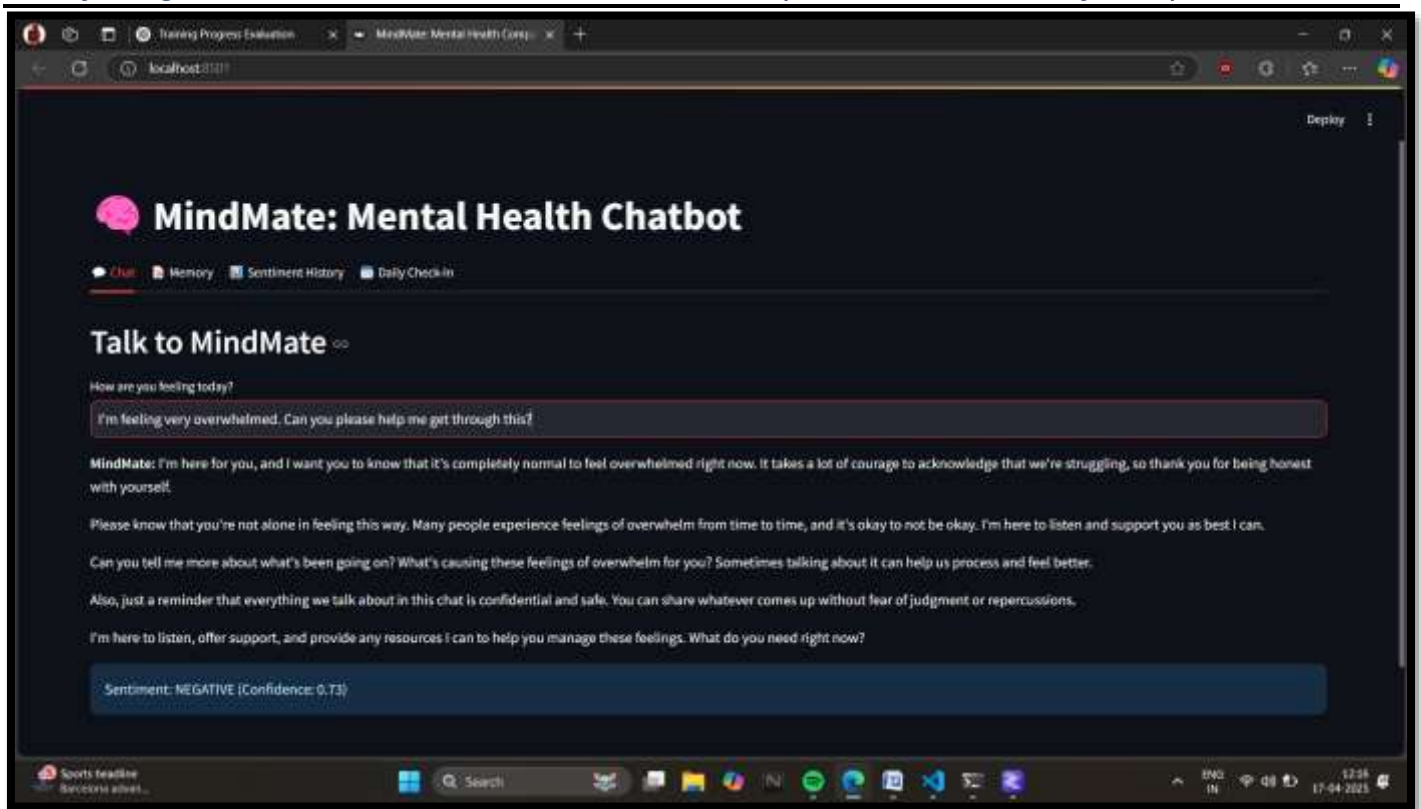 Training Progress Evaluation
MindMate: Mental Health Comp
localhost:8501
Deploy
MindMate: Mental Health Chatbot
Chat Memory Sentiment History Daily Check-in
Talk to MindMate
How are you feeling today?
I'm feeling very overwhelmed. Can you please help me get through this?
MindMate: I'm here for you, and I want you to know that it's completely normal to feel overwhelmed right now. It takes a lot of courage to acknowledge that we're struggling, so thank you for being honest
with yourself.
Please know that you're not alone in feeling this way. Many people experience feelings of overwhelm from time to time, and it's okay to not be okay. I'm here to listen and support you as best I can.
Can you tell me more about what's been going on? What's causing these feelings of overwhelm for you? Sometimes talking about it can help us process and feel better.
Also, just a reminder that everything we talk about in this chat is confidential and safe. You can share whatever comes up without fear of judgment or repercussions.
I'm here to listen, offer support, and provide any resources I can to help you manage these feelings. What do you need right now?
Sentiment: NEGATIVE (Confidence: 0.73)
Sports headline
Barcelona advan...
Search
ENG
IN
12:16
17-04-2025